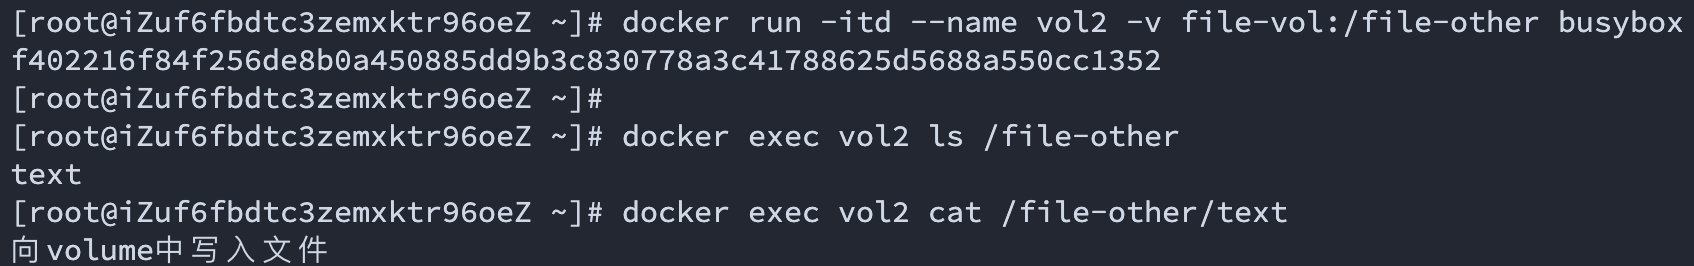 [root@iZuf6fbdtc3zemxktr96oeZ ~]# docker run -itd --name vol2 -v file-vol:/file-other busybox
f402216f84f256de8b0a450885dd9b3c830778a3c41788625d5688a550cc1352
[root@iZuf6fbdtc3zemxktr96oeZ ~]#
[root@iZuf6fbdtc3zemxktr96oeZ ~]# docker exec vol2 ls /file-other
text
[root@iZuf6fbdtc3zemxktr96oeZ ~]# docker exec vol2 cat /file-other/text
向volume中写入文件